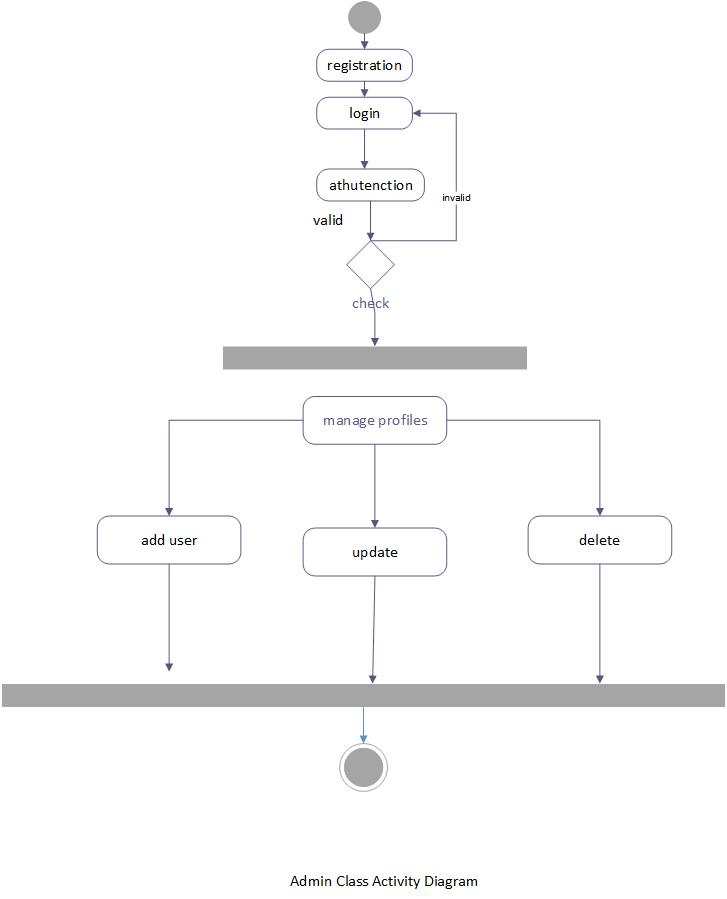 registration
login
athutenction
invalid
valid
check
manage profiles
add user
update
delete
Admin Class Activity Diagram